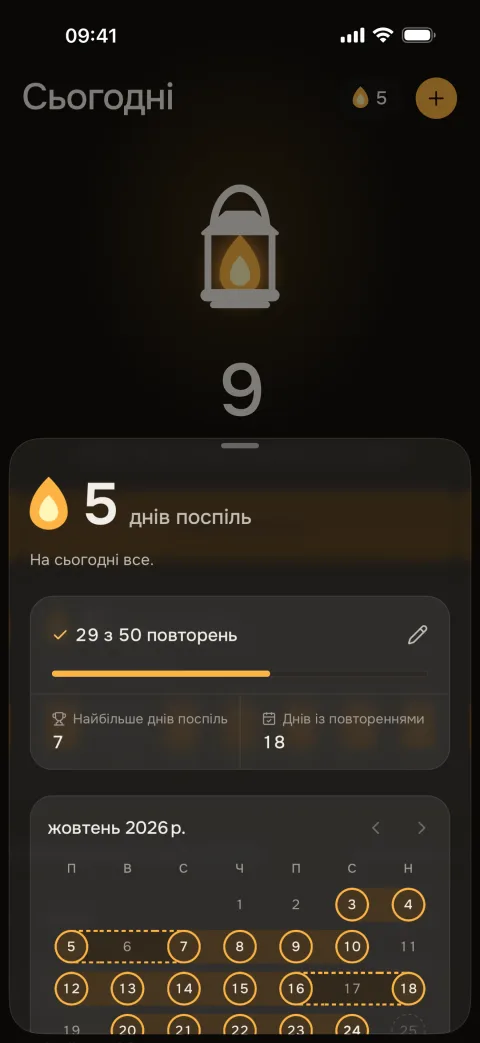 09:41
Сьогодні
5
9
5 днів поспіль
На сьогодні все.
29 з 50 повторень
Найбільше днів поспіль
7
Днів із повтореннями
18
жовтень 2026 р.
П В С Ч П С Н
1 2 3 4
5 6 7 8 9 10 11
12 13 14 15 16 17 18
19 20 21 22 23 24 25